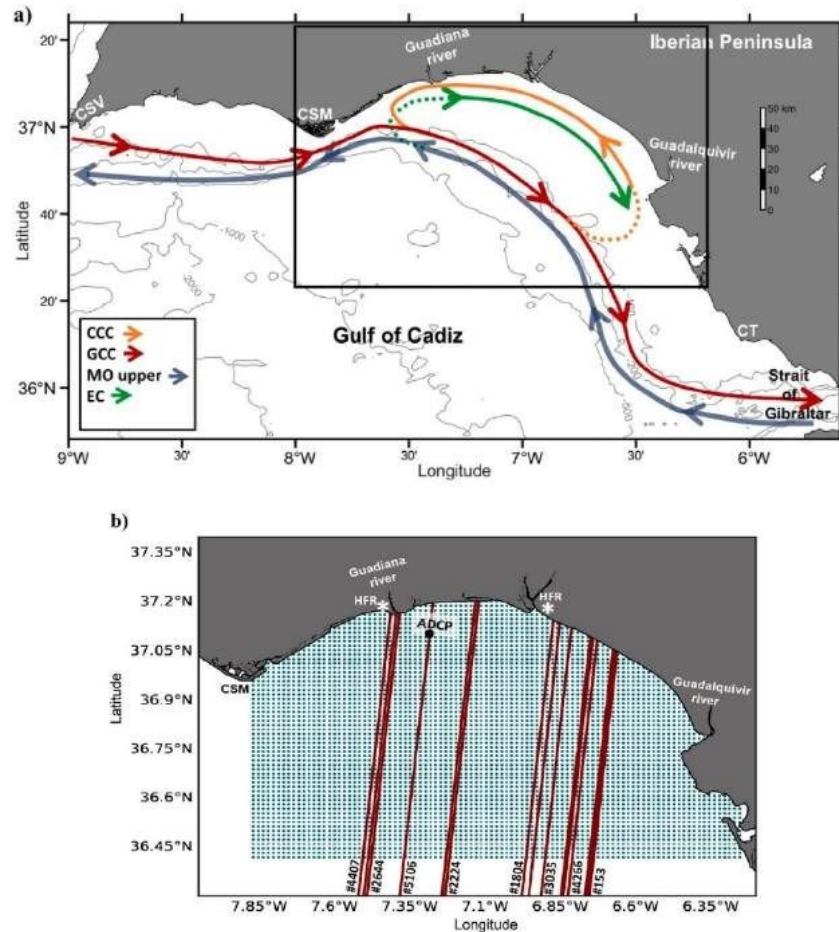 a)
20'
37°N
40'
20'
36°N
Latitude
CSV
CSM
Guadiana
river
Iberian Peninsula
Guadalquivir
river
50 km
40
30
20
10
0
-1000
-2000
-200
-500
Gulf of Cadiz
CT
Strait
of
Gibraltar
CCC
GCC
MO upper
EC
9°W
30'
8°W
30'
7°W
30'
6°W
Longitude
b)
37.35°N
37.2°N
37.05°N
36.9°N
36.75°N
36.6°N
36.45°N
Latitude
Guadiana
river
HFR
*
HFR
*
ADCP
CSM
Guadalquivir
river
#4407
#2644
#5106
#2224
#1804
#3035
#4266
#153
7.85°W
7.6°W
7.35°W
7.1°W
6.85°W
6.6°W
6.35°W
Longitude